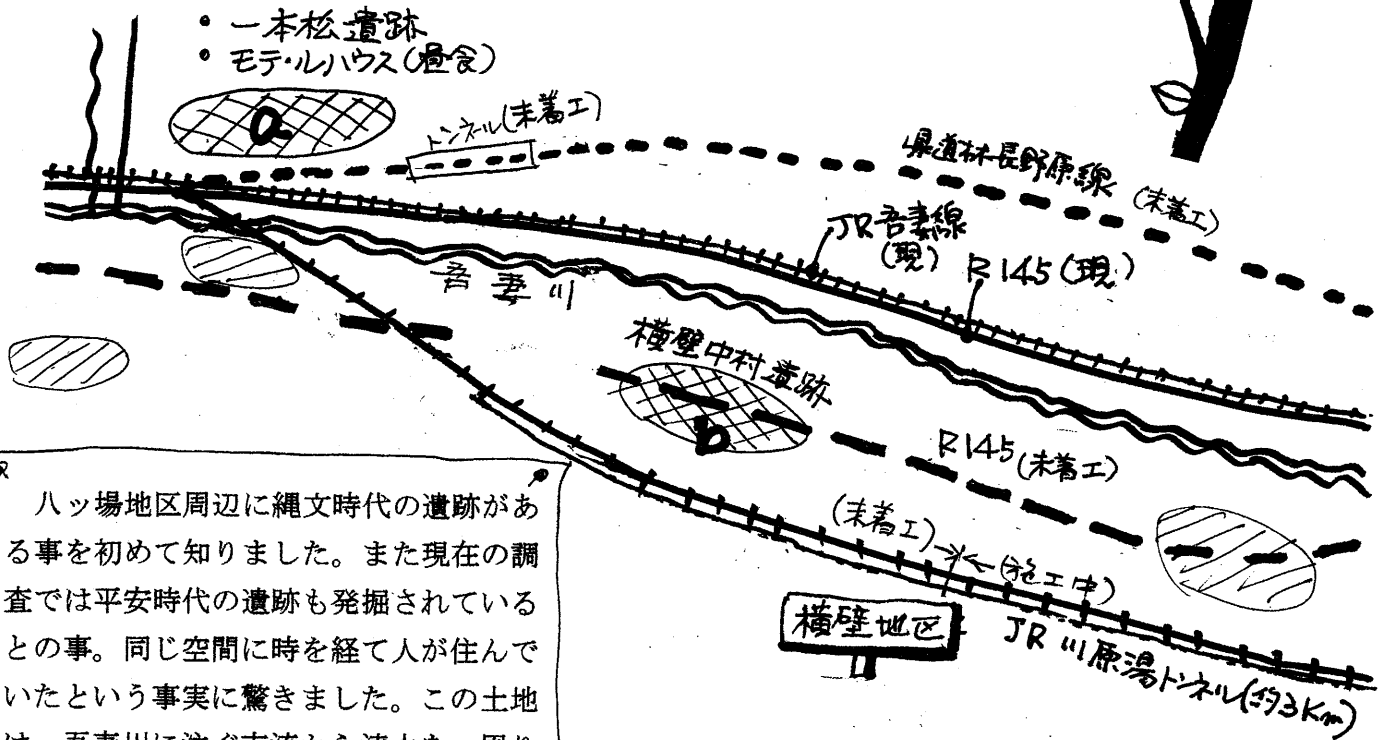 • 一本松遺跡
• モデルハウス(昼食)
a
トンネル(未着工)
県道林長野原線 (未着工)
JR吾妻線
(現)
R145(現)
吾妻川
横壁中村遺跡
b
R145(未着工)
(未着工)
(施工中)
横壁地区
JR川原湯トンネル(約3Km)
八ッ場地区周辺に縄文時代の遺跡があ
る事を初めて知りました。また現在の調
査では平安時代の遺跡も発掘されている
との事。同じ空間に時を経て人が住んで
いたという事実に驚きました。この土地